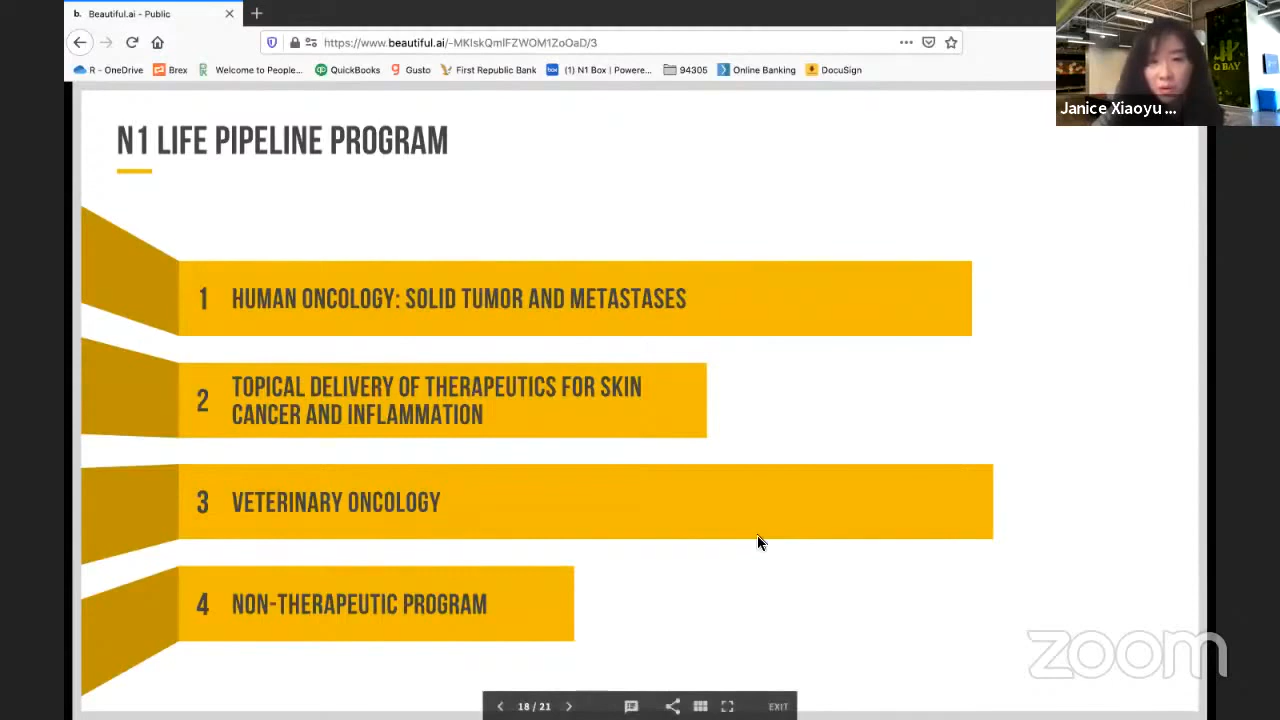 b. Beautiful.ai - Public
https://www.beautiful.ai/-MKIskQmlFZWOM1ZoOaD/3
R - OneDrive
Brex
Welcome to People...
QuickBooks
Gusto
First Republic Bank
box
(1) N1 Box | Powere...
94305
Online Banking
DocuSign
Q BAY
Janice Xiaoyu ...
N1 LIFE PIPELINE PROGRAM
1 HUMAN ONCOLOGY: SOLID TUMOR AND METASTASES
2 TOPICAL DELIVERY OF THERAPEUTICS FOR SKIN
CANCER AND INFLAMMATION
3 VETERINARY ONCOLOGY
4 NON-THERAPEUTIC PROGRAM
zoom
18 / 21
EXIT